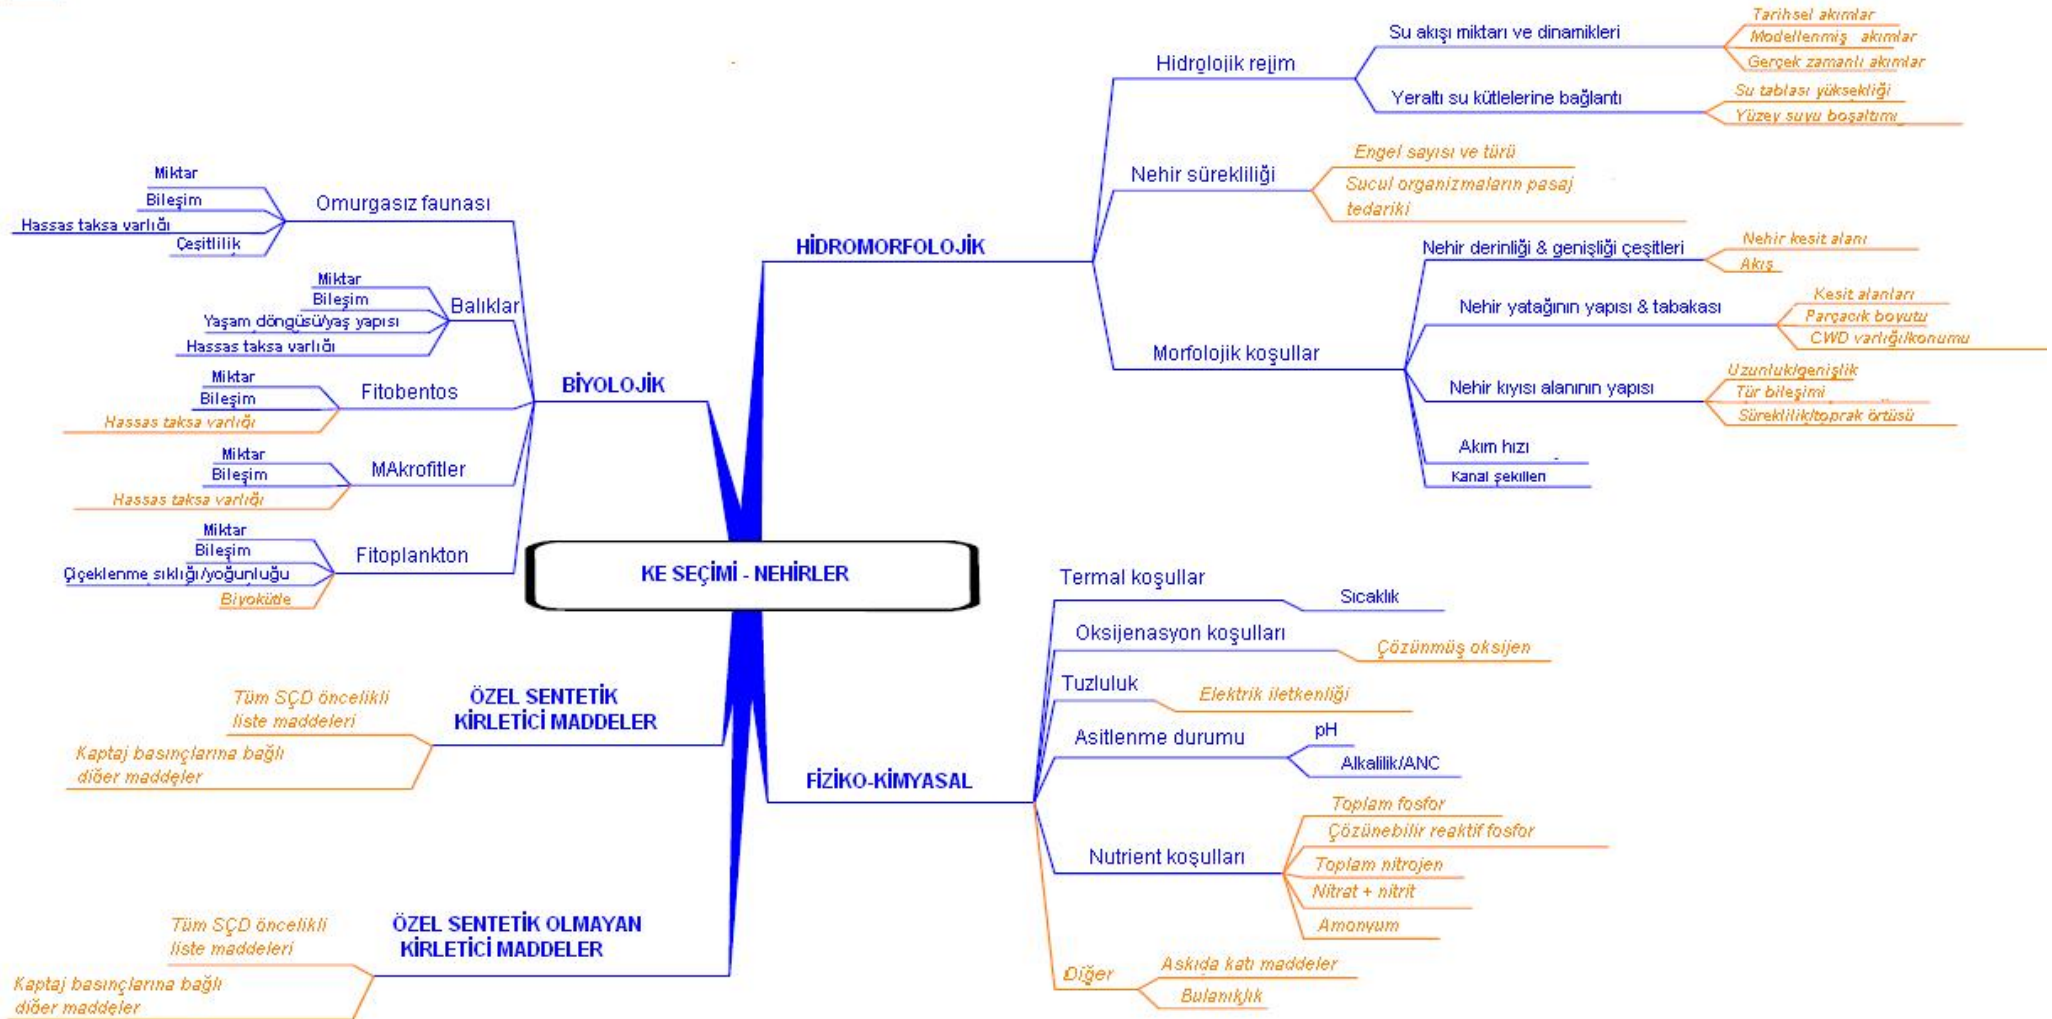 Miktar
Bileşim
Hassas taksa varlığı
Çeşitlilik
Omurgasız faunası
Miktar
Bileşim
Yaşam döngüsü/yaş yapısı
Hassas taksa varlığı
Balıklar
Miktar
Bileşim
Hassas taksa varlığı
Fitobentos
Miktar
Bileşim
Hassas taksa varlığı
MAkrofitler
Miktar
Bileşim
Çiçeklenme sıklığı/yoğunluğu
Biyokütle
Fitoplankton
BİYOLOJİK
HİDROMORFOLOJİK
Hidrolojik rejim
Su akışı miktarı ve dinamikleri
Tarihsel akımlar
Modellenmiş akımlar
Gerçek zamanlı akımlar
Yeraltı su kütlelerine bağlantı
Su tablası yüksekliği
Yüzey suyu boşaltımı
Nehir sürekliliği
Engel sayısı ve türü
Sucul organizmaların pasaj
tedariki
Morfolojik koşullar
Nehir derinliği & genişliği çeşitleri
Nehir kesit alanı
Akış
Nehir yatağının yapısı & tabakası
Kesit alanları
Parçacık boyutu
CWD varlığı/konumu
Nehir kıyısı alanının yapısı
Uzunluk/genişlik
Tür bileşimi
Süreklilik/toprak örtüsü
Akım hızı
Kanal şekilleri
KE SEÇİMİ - NEHİRLER
Tüm SÇD öncelikli
liste maddeleri
Kaptaj basınçlarına bağlı
diğer maddeler
ÖZEL SENTETİK
KİRLETİCİ MADDELER
Tüm SÇD öncelikli
liste maddeleri
Kaptaj basınçlarına bağlı
diğer maddeler
ÖZEL SENTETİK OLMAYAN
KİRLETİCİ MADDELER
FİZİKO-KİMYASAL
Termal koşullar
Sıcaklık
Oksijenasyon koşulları
Çözünmüş oksijen
Tuzluluk
Elektrik iletkenliği
Asitlenme durumu
pH
Alkalilik/ANC
Nutrient koşulları
Toplam fosfor
Çözünebilir reaktif fosfor
Toplam nitrojen
Nitrat + nitrit
Amonyum
Diğer
Askıda katı maddeler
Bulanıklık